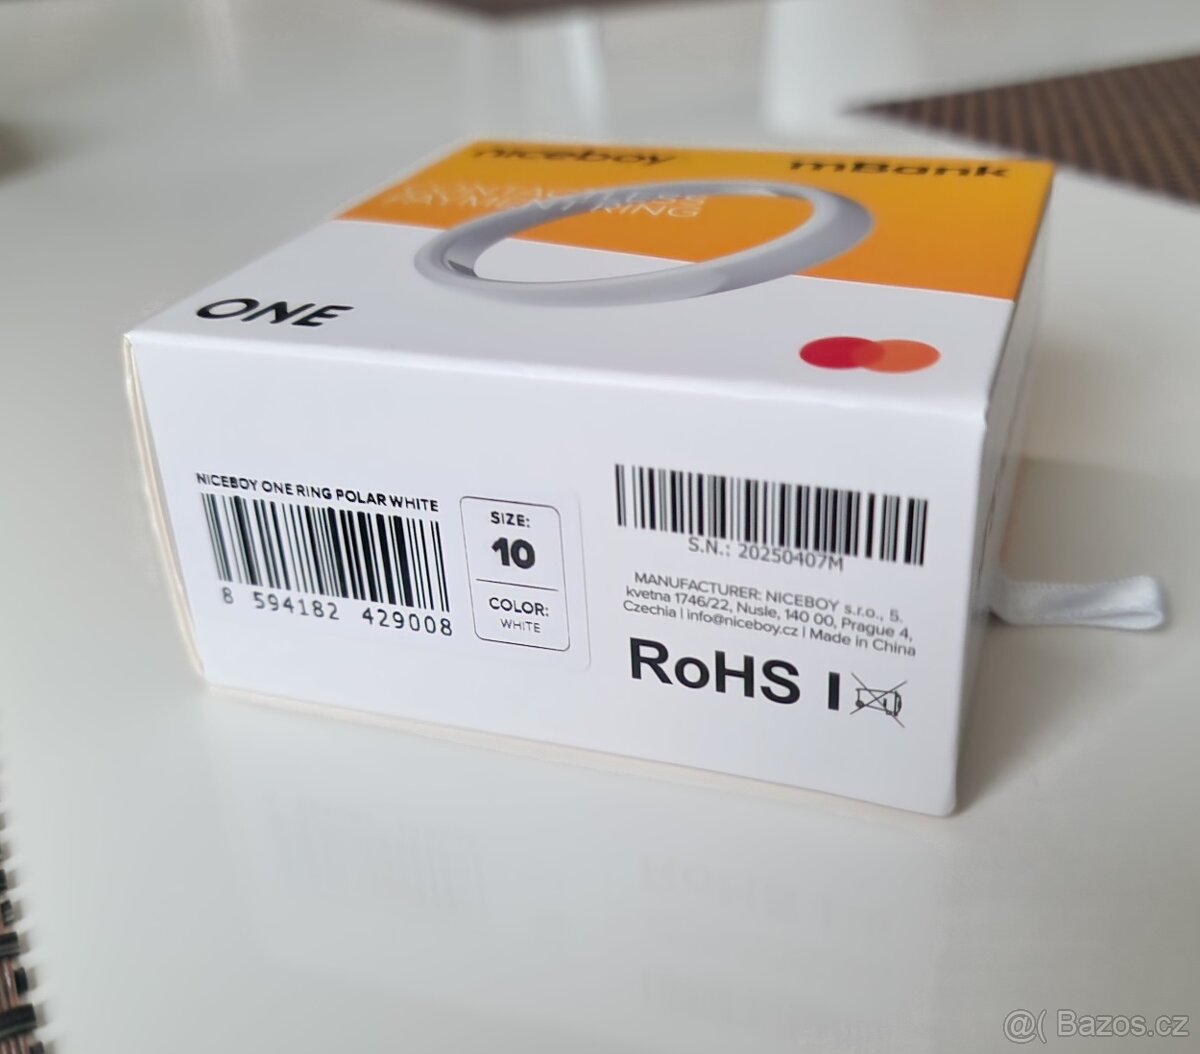 niceboy
mBank
CONTACTLESS
PAYMENT RING
ONE
NICEBOY ONE RING POLAR WHITE
8 594182 429008
SIZE:
10
COLOR:
WHITE
S.N.: 20250407M
MANUFACTURER: NICEBOY s.r.o., 5.
kvetna 1746/22, Nusle, 140 00, Prague 4,
Czechia | info@niceboy.cz | Made in China
RoHS
@( Bazos.cz